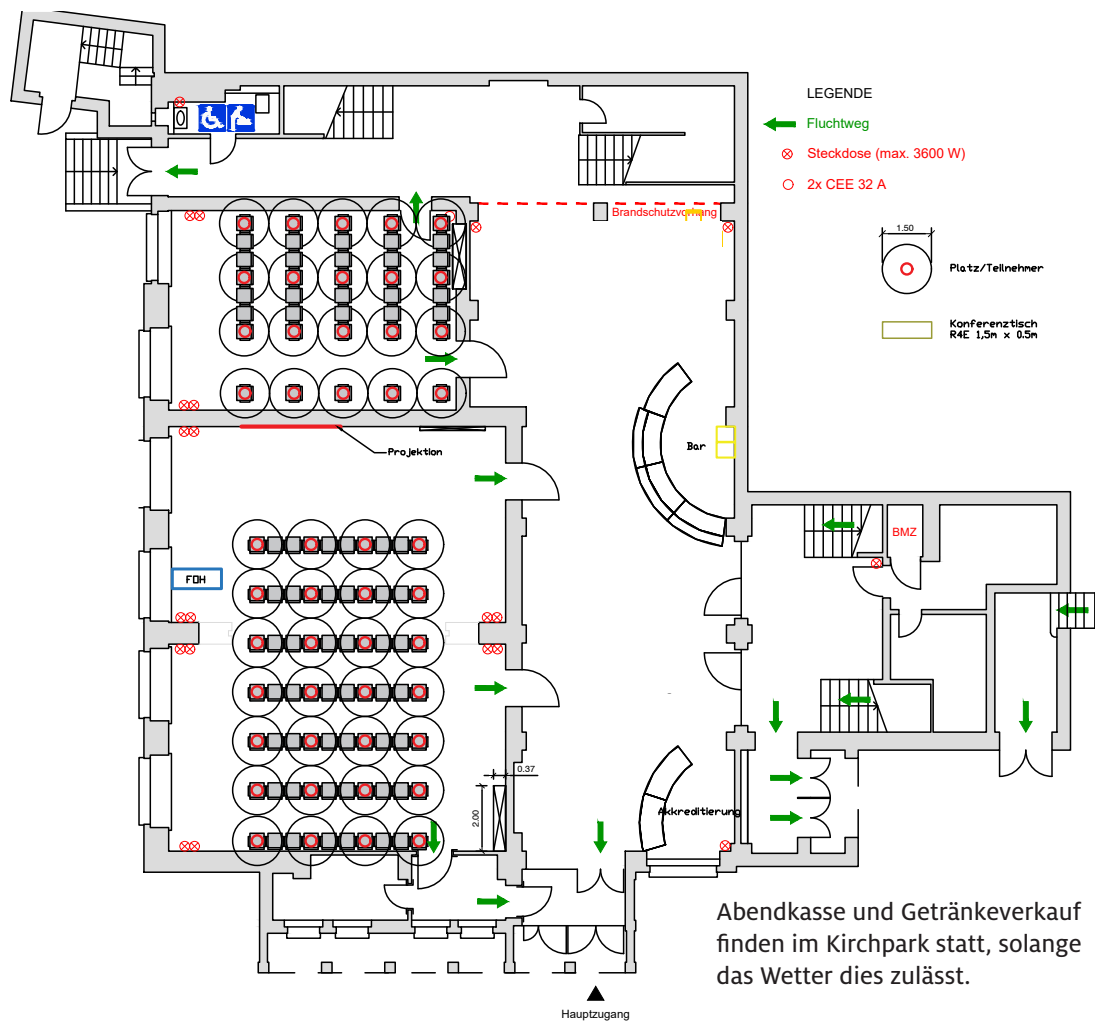 LEGENDE
Fluchtweg
Steckdose (max. 3600 W)
2x CEE 32 A
Brandschutzvorhang
1.50
Platz/Teilnehmer
Konferenztisch
R4E 1,5m x 0.5m
Projektion
Bar
BMZ
FOH
0.37
2.00
Akkreditierung
Abendkasse und Getränkeverkauf
finden im Kirchpark statt, solange
das Wetter dies zulässt.
Hauptzugang